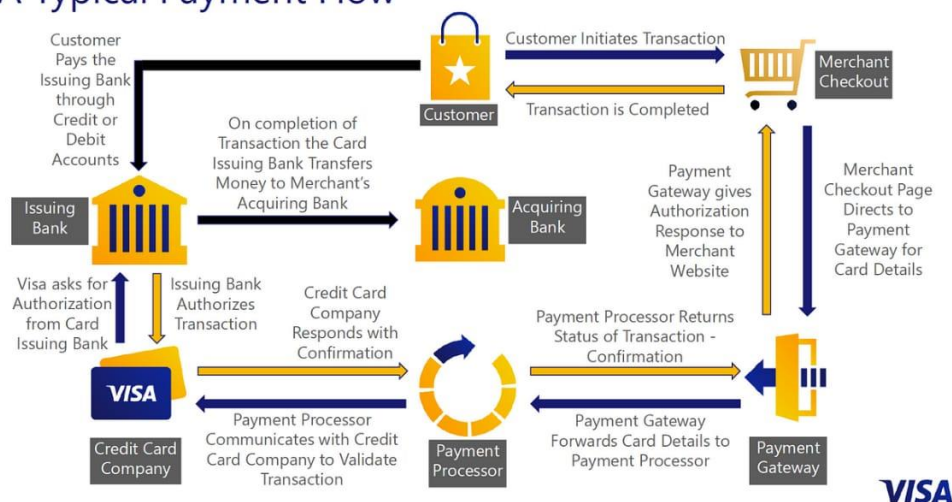 A Typical Payment Flow
Customer
Pays the
Issuing Bank
through
Credit or
Debit
Accounts
Customer Initiates Transaction
Transaction is Completed
Customer
Merchant
Checkout
On completion of
Transaction the Card
Issuing Bank Transfers
Money to Merchant's
Acquiring Bank
Issuing
Bank
Acquiring
Bank
Payment
Gateway gives
Authorization
Response to
Merchant
Website
Merchant
Checkout Page
Directs to
Payment
Gateway for
Card Details
Visa asks for
Authorization
from Card
Issuing Bank
Issuing Bank
Authorizes
Transaction
Credit Card
Company
Responds with
Confirmation
Payment Processor Returns
Status of Transaction -
Confirmation
VISA
Payment Processor
Communicates with Credit
Card Company to Validate
Transaction
Payment Gateway
Forwards Card Details to
Payment Processor
Credit Card
Company
Payment
Processor
Payment
Gateway
VISA